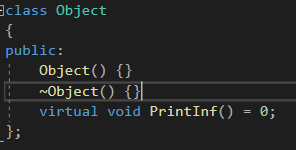 class Object
{
public:
    Object() {}
    ~Object() {}
    virtual void PrintInf() = 0;
};